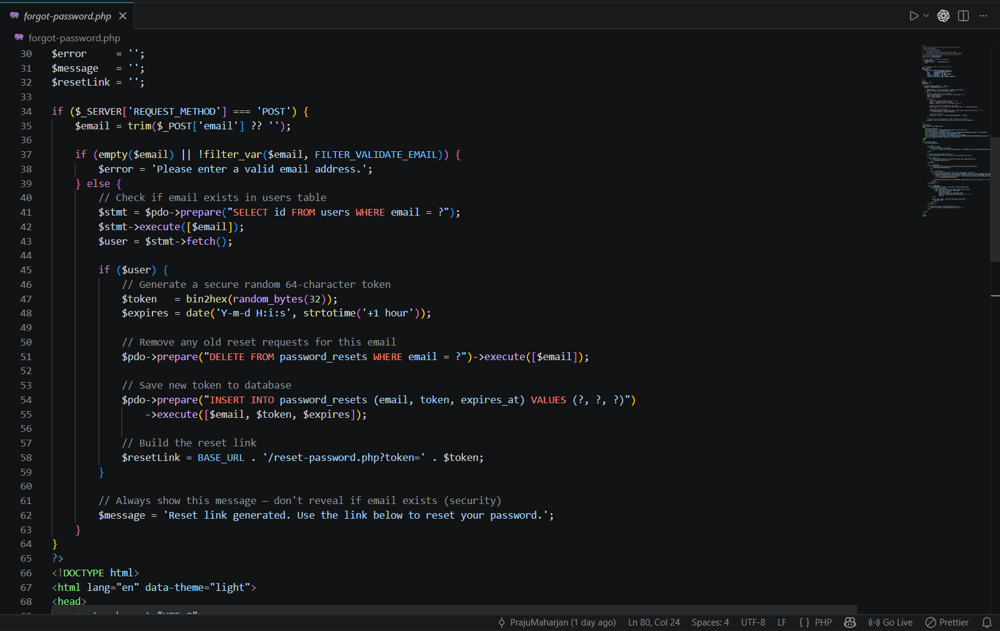 forgot-password.php
forgot-password.php
30 $error     = '';
31 $message   = '';
32 $resetLink = '';
33
34 if ($_SERVER['REQUEST_METHOD'] === 'POST') {
35     $email = trim($_POST['email'] ?? '');
36
37     if (empty($email) || !filter_var($email, FILTER_VALIDATE_EMAIL)) {
38         $error = 'Please enter a valid email address.';
39     } else {
40         // Check if email exists in users table
41         $stmt = $pdo->prepare("SELECT id FROM users WHERE email = ?");
42         $stmt->execute([$email]);
43         $user = $stmt->fetch();
44
45         if ($user) {
46             // Generate a secure random 64-character token
47             $token   = bin2hex(random_bytes(32));
48             $expires = date('Y-m-d H:i:s', strtotime('+1 hour'));
49
50             // Remove any old reset requests for this email
51             $pdo->prepare("DELETE FROM password_resets WHERE email = ?")->execute([$email]);
52
53             // Save new token to database
54             $pdo->prepare("INSERT INTO password_resets (email, token, expires_at) VALUES (?, ?, ?)")
55                 ->execute([$email, $token, $expires]);
56
57             // Build the reset link
58             $resetLink = BASE_URL . '/reset-password.php?token=' . $token;
59         }
60
61         // Always show this message — don't reveal if email exists (security)
62         $message = 'Reset link generated. Use the link below to reset your password.';
63     }
64 }
65 ?>
66 <!DOCTYPE html>
67 <html lang="en" data-theme="light">
68 <head>
PrajuMaharjan (1 day ago) Ln 80, Col 24 Spaces: 4 UTF-8 LF { } PHP Go Live Prettier